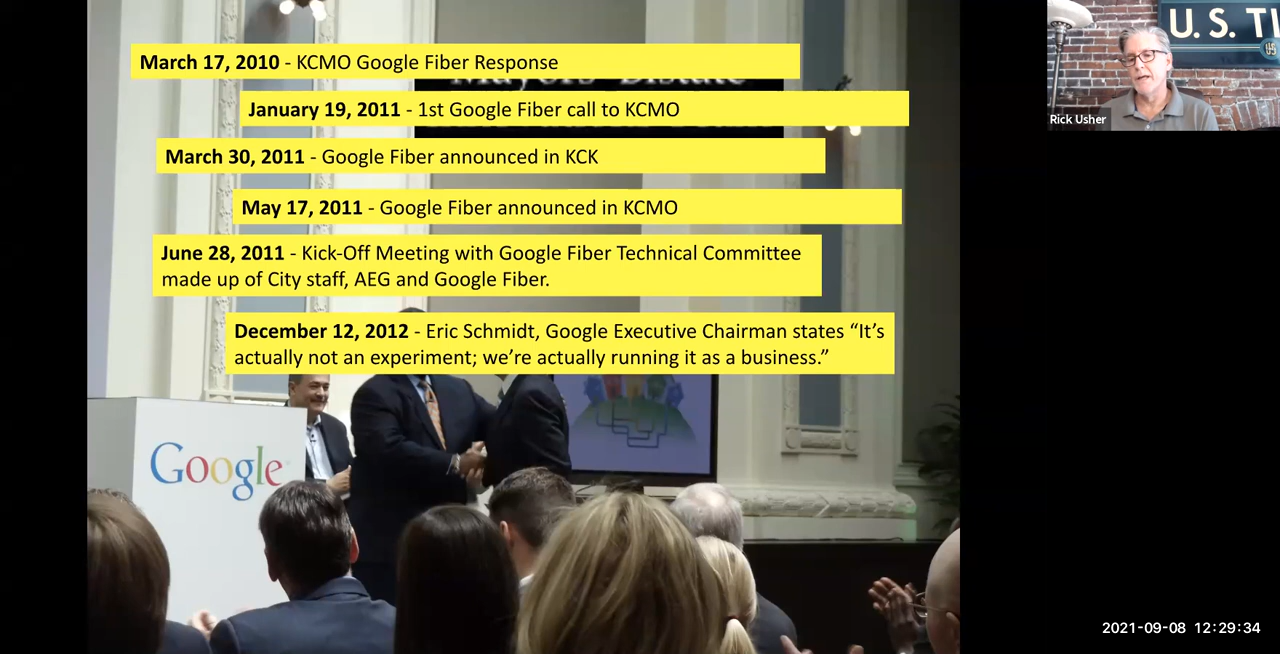 March 17, 2010 - KCMO Google Fiber Response
January 19, 2011 - 1st Google Fiber call to KCMO
March 30, 2011 - Google Fiber announced in KCK
May 17, 2011 - Google Fiber announced in KCMO
June 28, 2011 - Kick-Off Meeting with Google Fiber Technical Committee
made up of City staff, AEG and Google Fiber.
December 12, 2012 - Eric Schmidt, Google Executive Chairman states “It’s
actually not an experiment; we’re actually running it as a business.”
Google
U.S. TI
Rick Usher
2021-09-08 12:29:34